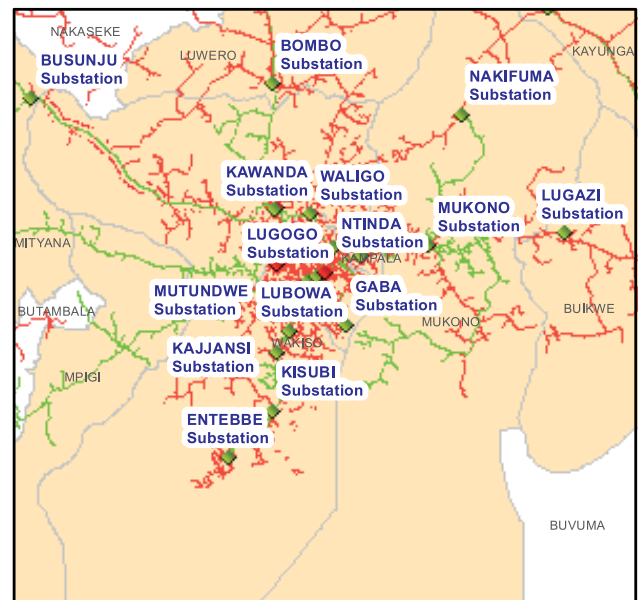 NAKASEKE
LUWERO
BOMBO
Substation
KAYUNGA
BUSUNJU
Substation
NAKIFUMA
Substation
KAWANDA
Substation
WALIGO
Substation
LUGAZI
Substation
MUKONO
Substation
NTINDA
Substation
LUGOGO
Substation
MITYANA
KAMPALA
MUTUNDWE
Substation
LUBOWA
Substation
GABA
Substation
BUTAMBALA
BUIKWE
MUKONO
WAKISO
KAJJANSI
Substation
MPIGI
KISUBI
Substation
ENTEBBE
Substation
BUVUMA